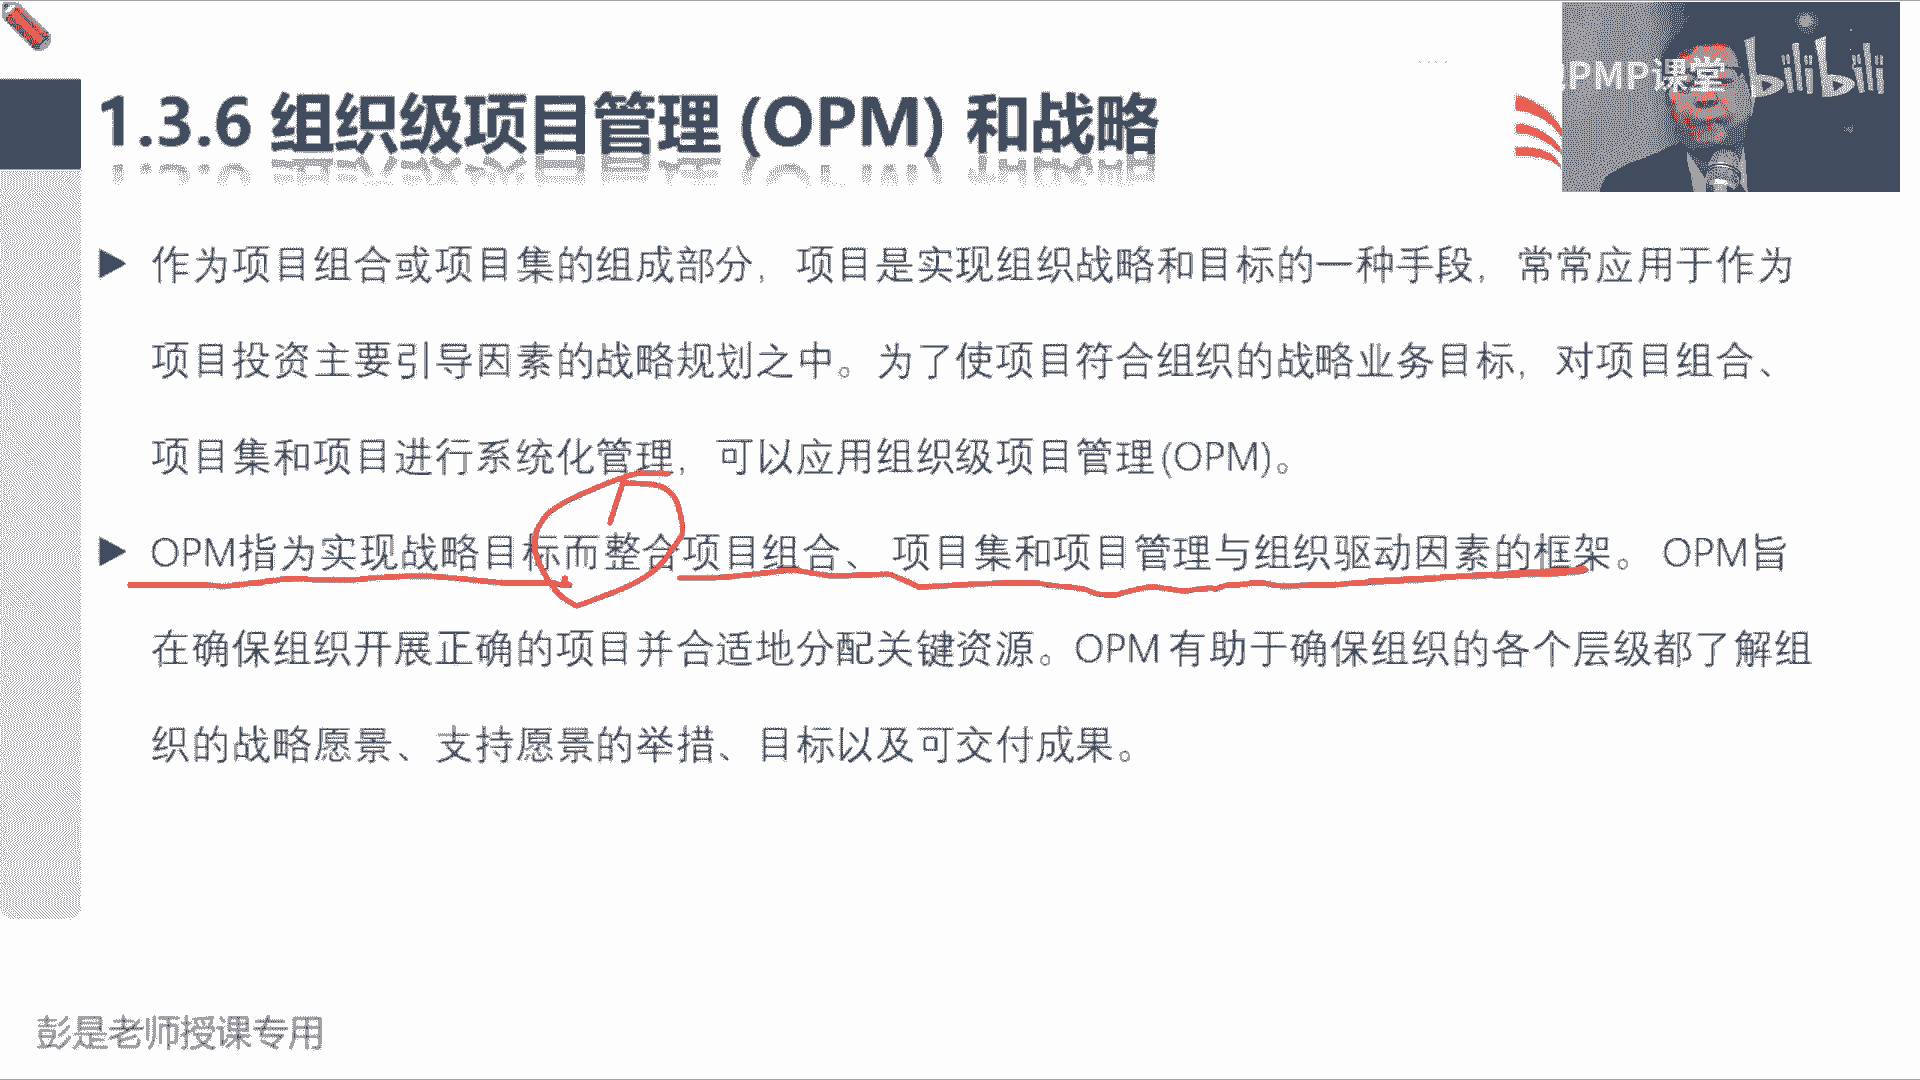 PMP课堂 bilibili
1.3.6 组织级项目管理 (OPM) 和战略
作为项目组合或项目集的组成部分，项目是实现组织战略和目标的一种手段，常常应用于作为
项目投资主要引导因素的战略规划之中。为了使项目符合组织的战略业务目标，对项目组合、
项目集和项目进行系统化管理，可以应用组织级项目管理(OPM)。
OPM指为实现战略目标而整合项目组合、项目集和项目管理与组织驱动因素的框架。OPM旨
在确保组织开展正确的项目并合适地分配关键资源。OPM 有助于确保组织的各个层级都了解组
织的战略愿景、支持愿景的举措、目标以及可交付成果。
彭是老师授课专用